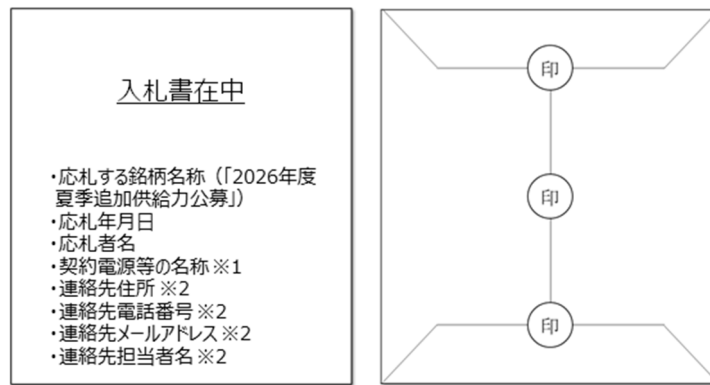 入札書在中
・応札する銘柄名称（「2026年度
夏季追加供給力公募」）
・応札年月日
・応札者名
・契約電源等の名称 ※1
・連絡先住所 ※2
・連絡先電話番号 ※2
・連絡先メールアドレス ※2
・連絡先担当者名 ※2
印
印
印